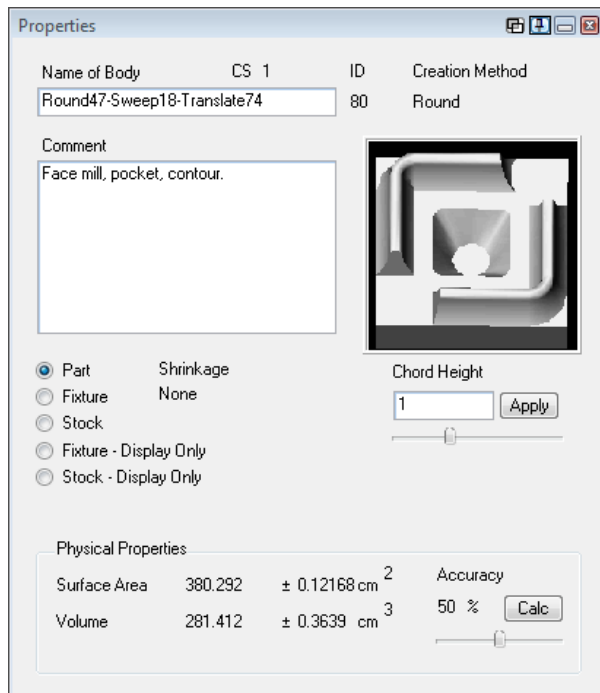 Properties
Name of Body CS 1 ID Creation Method
Round47-Sweep18-Translate74 80 Round
Comment
Face mill, pocket, contour.
Part Shrinkage
Fixture None
Stock
Fixture - Display Only
Stock - Display Only
Chord Height
1 Apply
Physical Properties
Surface Area 380.292 ± 0.12168 cm 2
Volume 281.412 ± 0.3639 cm 3
Accuracy
50 % Calc